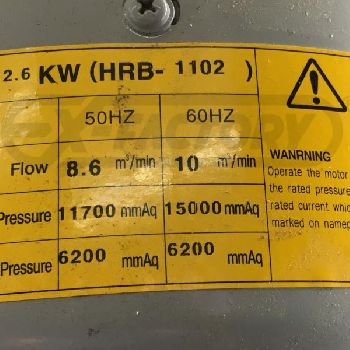 2.6 KW (HRB- 1102 )
50HZ 60HZ
Flow 8.6 m³/min 10 m³/min
Pressure 11700 mmAq 15000 mmAq
Pressure 6200 mmAq 6200 mmAq
WANRNING
Operate the motor
the rated pressure
rated current whic
marked on namep
EX FACTORY